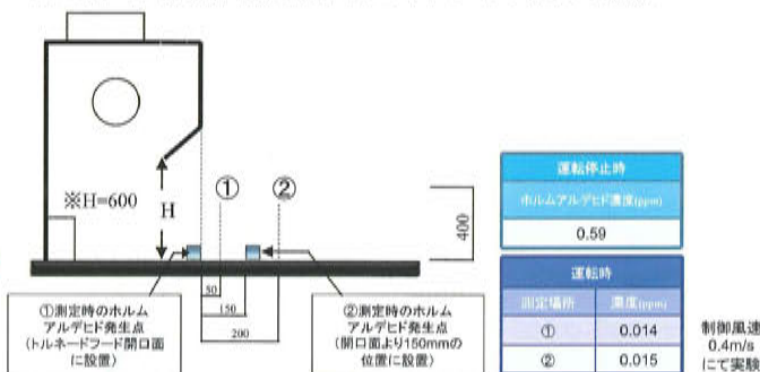 ①
②
※H=600
H
400
50
150
200
①測定時のホルム
アルデヒド発生点
(トルネードフード開口面
に設置)
②測定時のホルム
アルデヒド発生点
(開口面より150mmの
位置に設置)
運転停止時
ホルムアルデヒド濃度(ppm)
0.59
運転時
測定場所 濃度(ppm)
① 0.014
② 0.015
制御風速
0.4m/s
にて実験